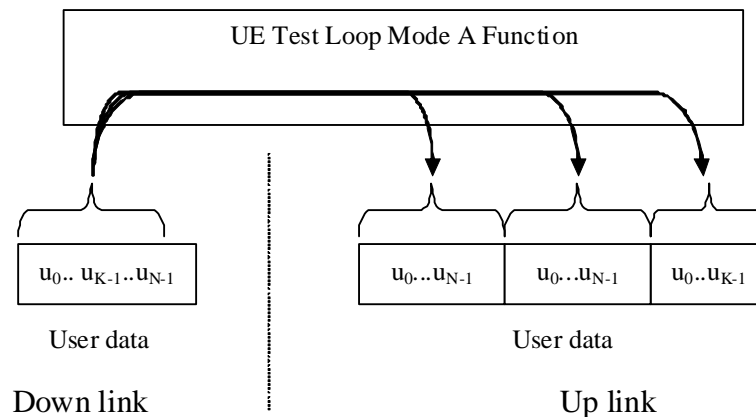 UE Test Loop Mode A Function
u0.. uK-1..uN-1
u0...uN-1
u0...uN-1
u0..uK-1
User data
User data
Down link
Up link